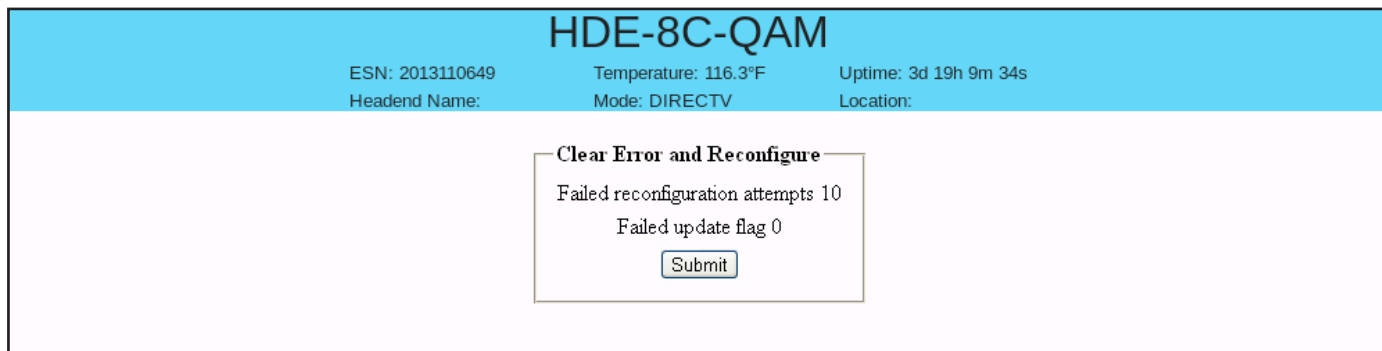 HDE-8C-QAM
ESN: 2013110649 Temperature: 116.3°F Uptime: 3d 19h 9m 34s
Headend Name: Mode: DIRECTV Location:
Clear Error and Reconfigure
Failed reconfiguration attempts 10
Failed update flag 0
Submit